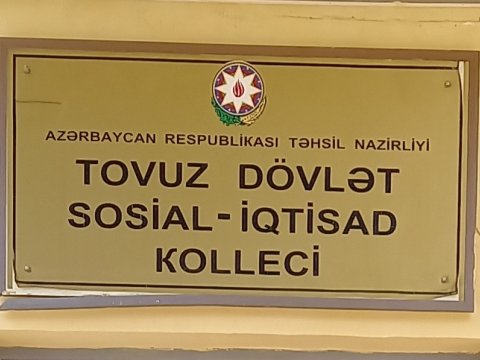 AZƏRBAYCAN RESPUBLİKASI TƏHSİL NAZİRLİYİ
TOVUZ DÖVLƏT
SOSİAL-İQTİSAD
KOLLECİ